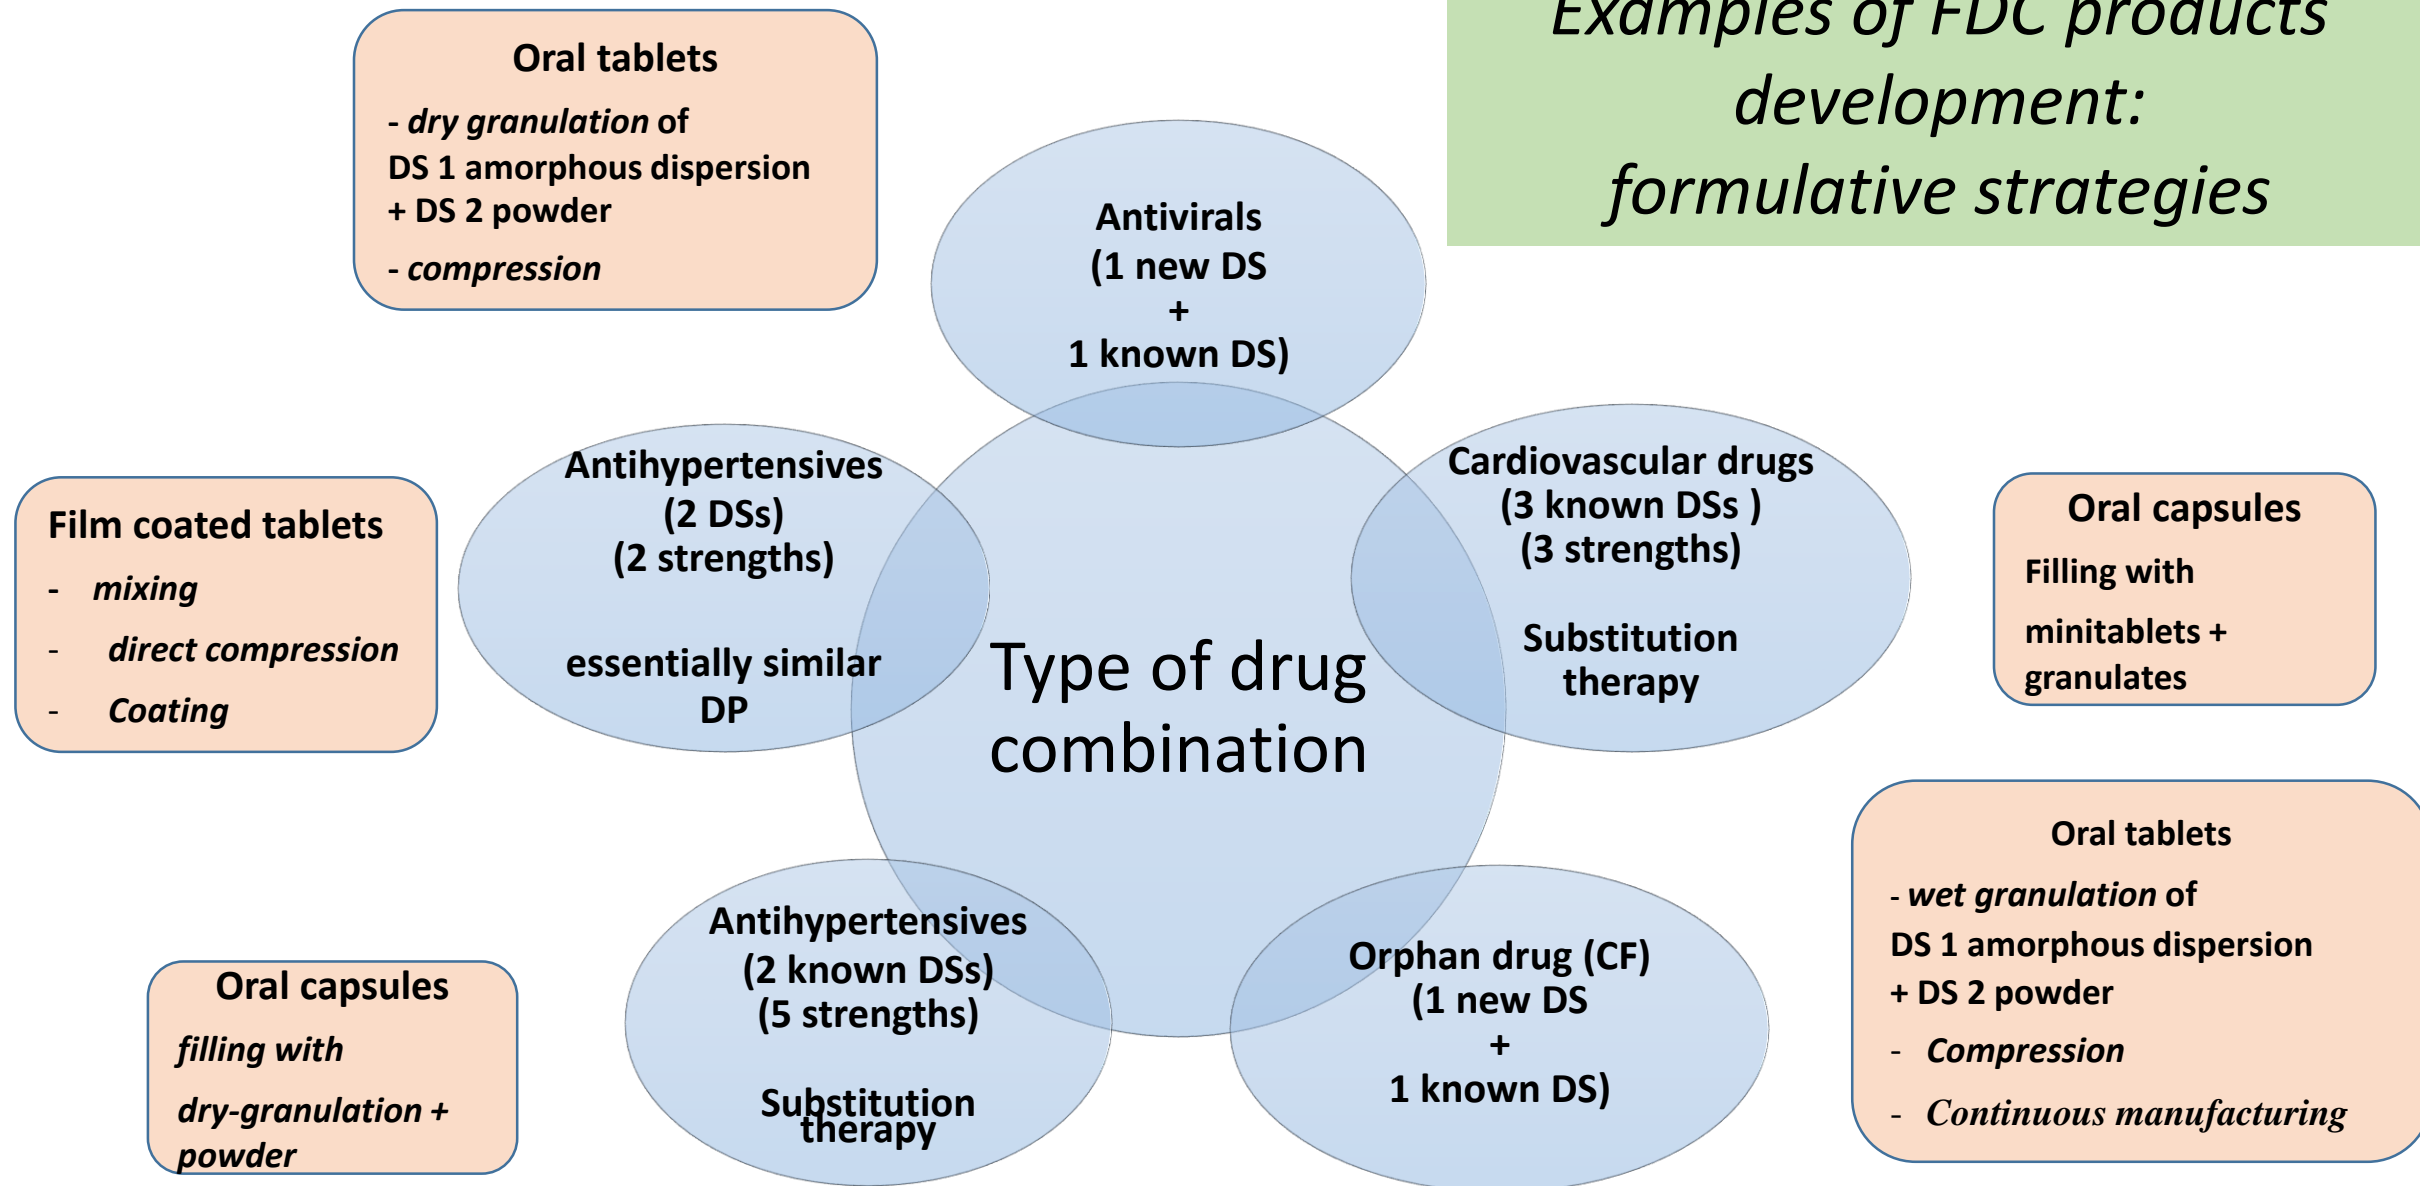 Examples of FDC products
development:
formulative strategies
Oral tablets
- dry granulation of
DS 1 amorphous dispersion
+ DS 2 powder
- compression
Antivirals
(1 new DS
+
1 known DS)
Antihypertensives
(2 DSs)
(2 strengths)
essentially similar
DP
Cardiovascular drugs
(3 known DSs )
(3 strengths)
Substitution
therapy
Film coated tablets
- mixing
- direct compression
- Coating
Oral capsules
Filling with
minitablets +
granulates
Type of drug
combination
Oral tablets
- wet granulation of
DS 1 amorphous dispersion
+ DS 2 powder
- Compression
- Continuous manufacturing
Antihypertensives
(2 known DSs)
(5 strengths)
Substitution
therapy
Orphan drug (CF)
(1 new DS
+
1 known DS)
Oral capsules
filling with
dry-granulation +
powder